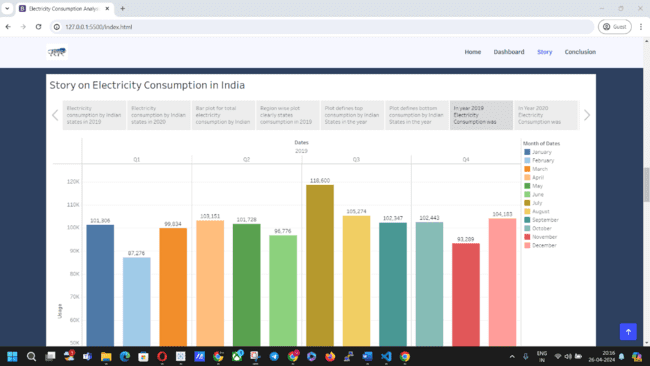 Electricity Consumption Analys
127.0.0.1:5500/index.html
Guest
Home Dashboard Story Conclusion
Story on Electricity Consumption in India
Electricity consumption by Indian states in 2019
Electricity consumption by Indian states in 2020
Bar plot for total electricity consumption by Indian
Region wise plot clearly states consumption in 2019
Plot defines top consumption by Indian States in the year
Plot defines bottom consumption by Indian States in the year
In year 2019 Electricity Consumption was
In Year 2020 Electricity Consumption was
Dates
2019
Q1 Q2 Q3 Q4
Month of Dates
January
February
March
April
May
June
July
August
September
October
November
December
120K
110K
100K
90K
80K
70K
60K
50K
Usage
101,306
87,276
99,934
103,151
101,728
96,776
118,600
105,274
102,347
102,442
93,289
104,185
ENG
IN
20:16
26-04-2024